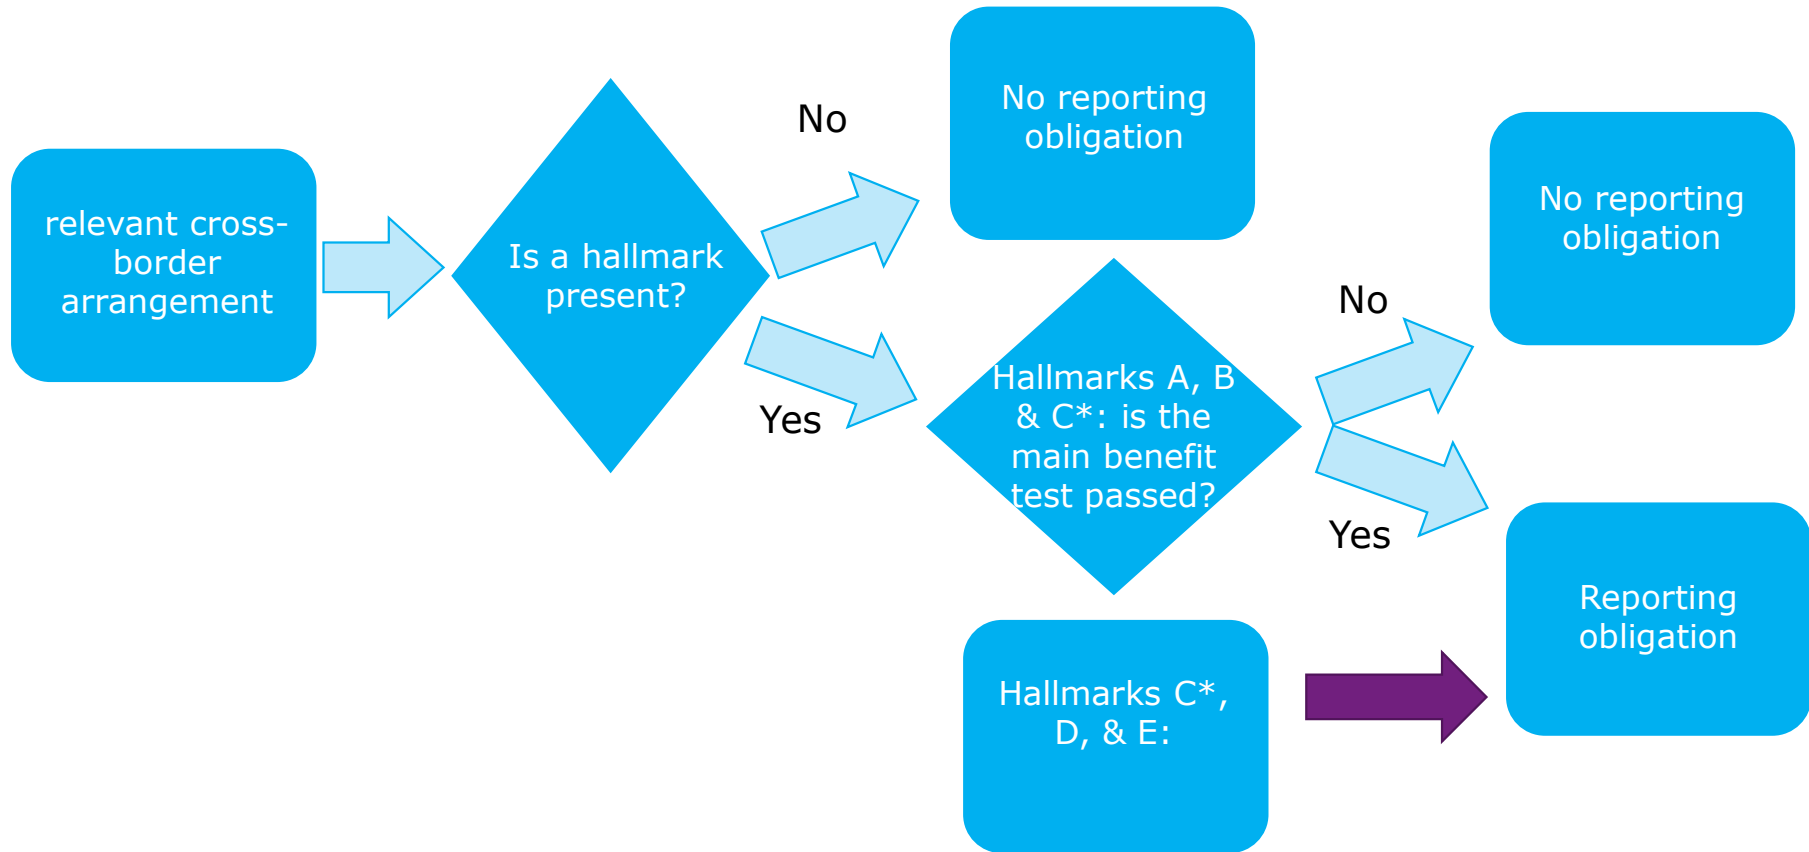 relevant cross-
border
arrangement
Is a hallmark
present?
No
Yes
No reporting
obligation
Hallmarks A, B
& C*: is the
main benefit
test passed?
No
Yes
No reporting
obligation
Hallmarks C*,
D, & E:
Reporting
obligation